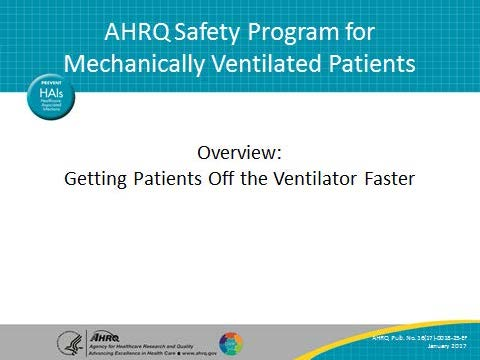 AHRQ Safety Program for
Mechanically Ventilated Patients
PREVENT
HAIs
Healthcare
Associated
Infections
Overview:
Getting Patients Off the Ventilator Faster
AHRQ
Agency for Healthcare Research and Quality
Advancing Excellence in Health Care www.ahrq.gov
AHRQ Pub. No. 16(17)-0018-25-EF
January 2017